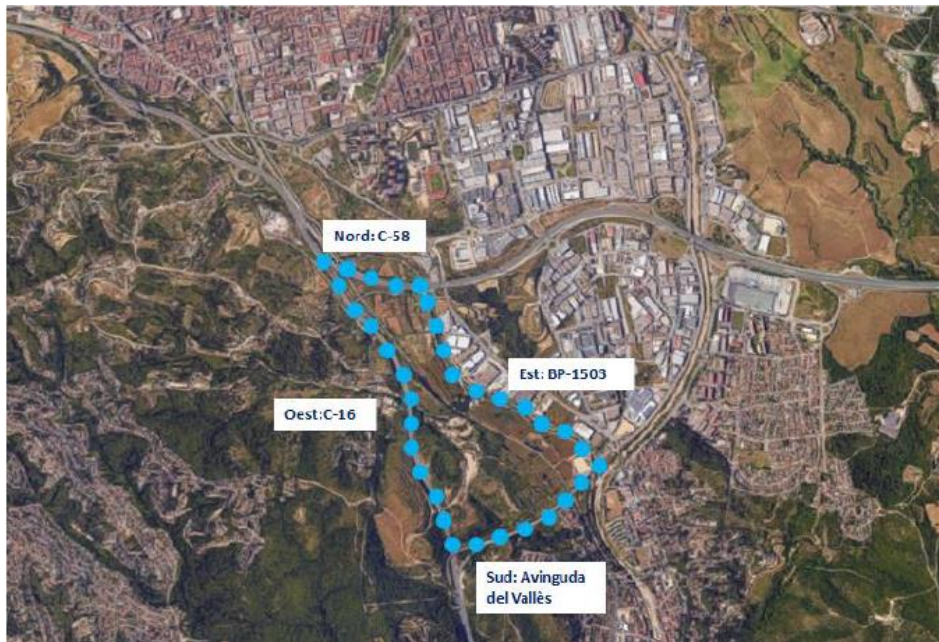 Nord: C-58
Est: BP-1503
Oest:C-16
Sud: Avinguda
del Vallès